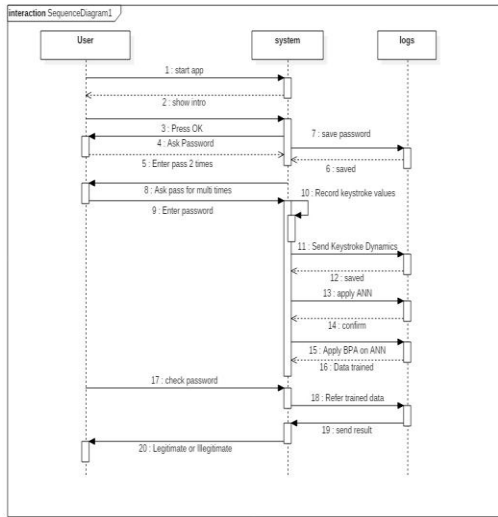 interaction SequenceDiagram1
User
system
logs
1 : start app
2 : show intro
3 : Press OK
7 : save password
4 : Ask Password
5 : Enter pass 2 times
6 : saved
8 : Ask pass for multi times
10 : Record keystroke values
9 : Enter password
11 : Send Keystroke Dynamics
12 : saved
13 : apply ANN
14 : confirm
15 : Apply BPA on ANN
16 : Data trained
17 : check password
18 : Refer trained data
19 : send result
20 : Legitimate or Illegitimate